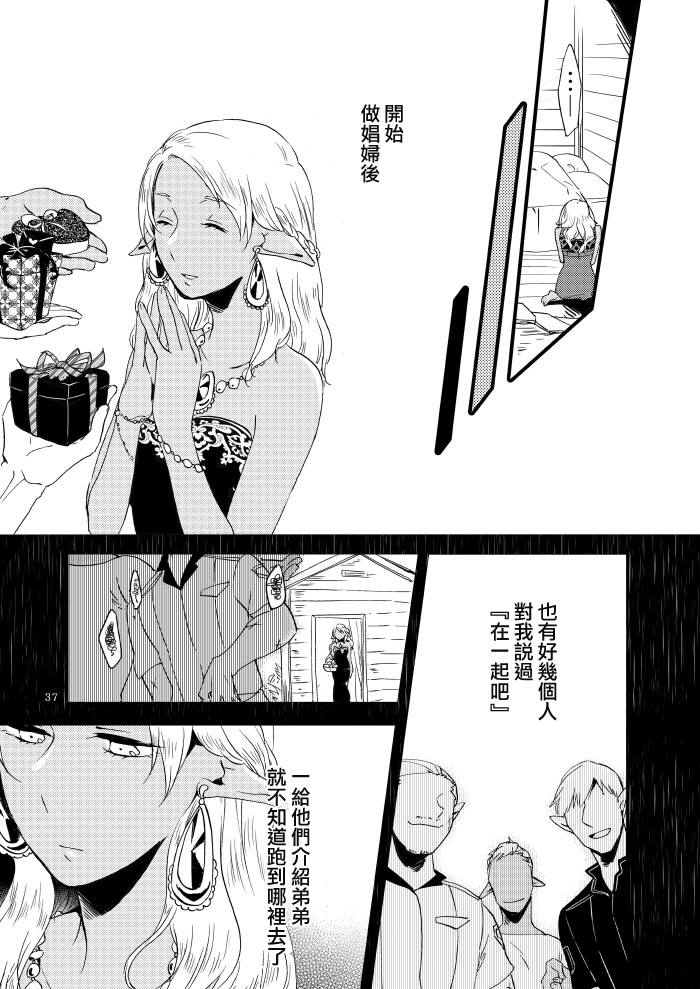 …
開始
做娼婦後
也有好幾個人
對我説過
『在一起吧』
一給他們介紹弟弟
就不知道跑到哪裡去了
37